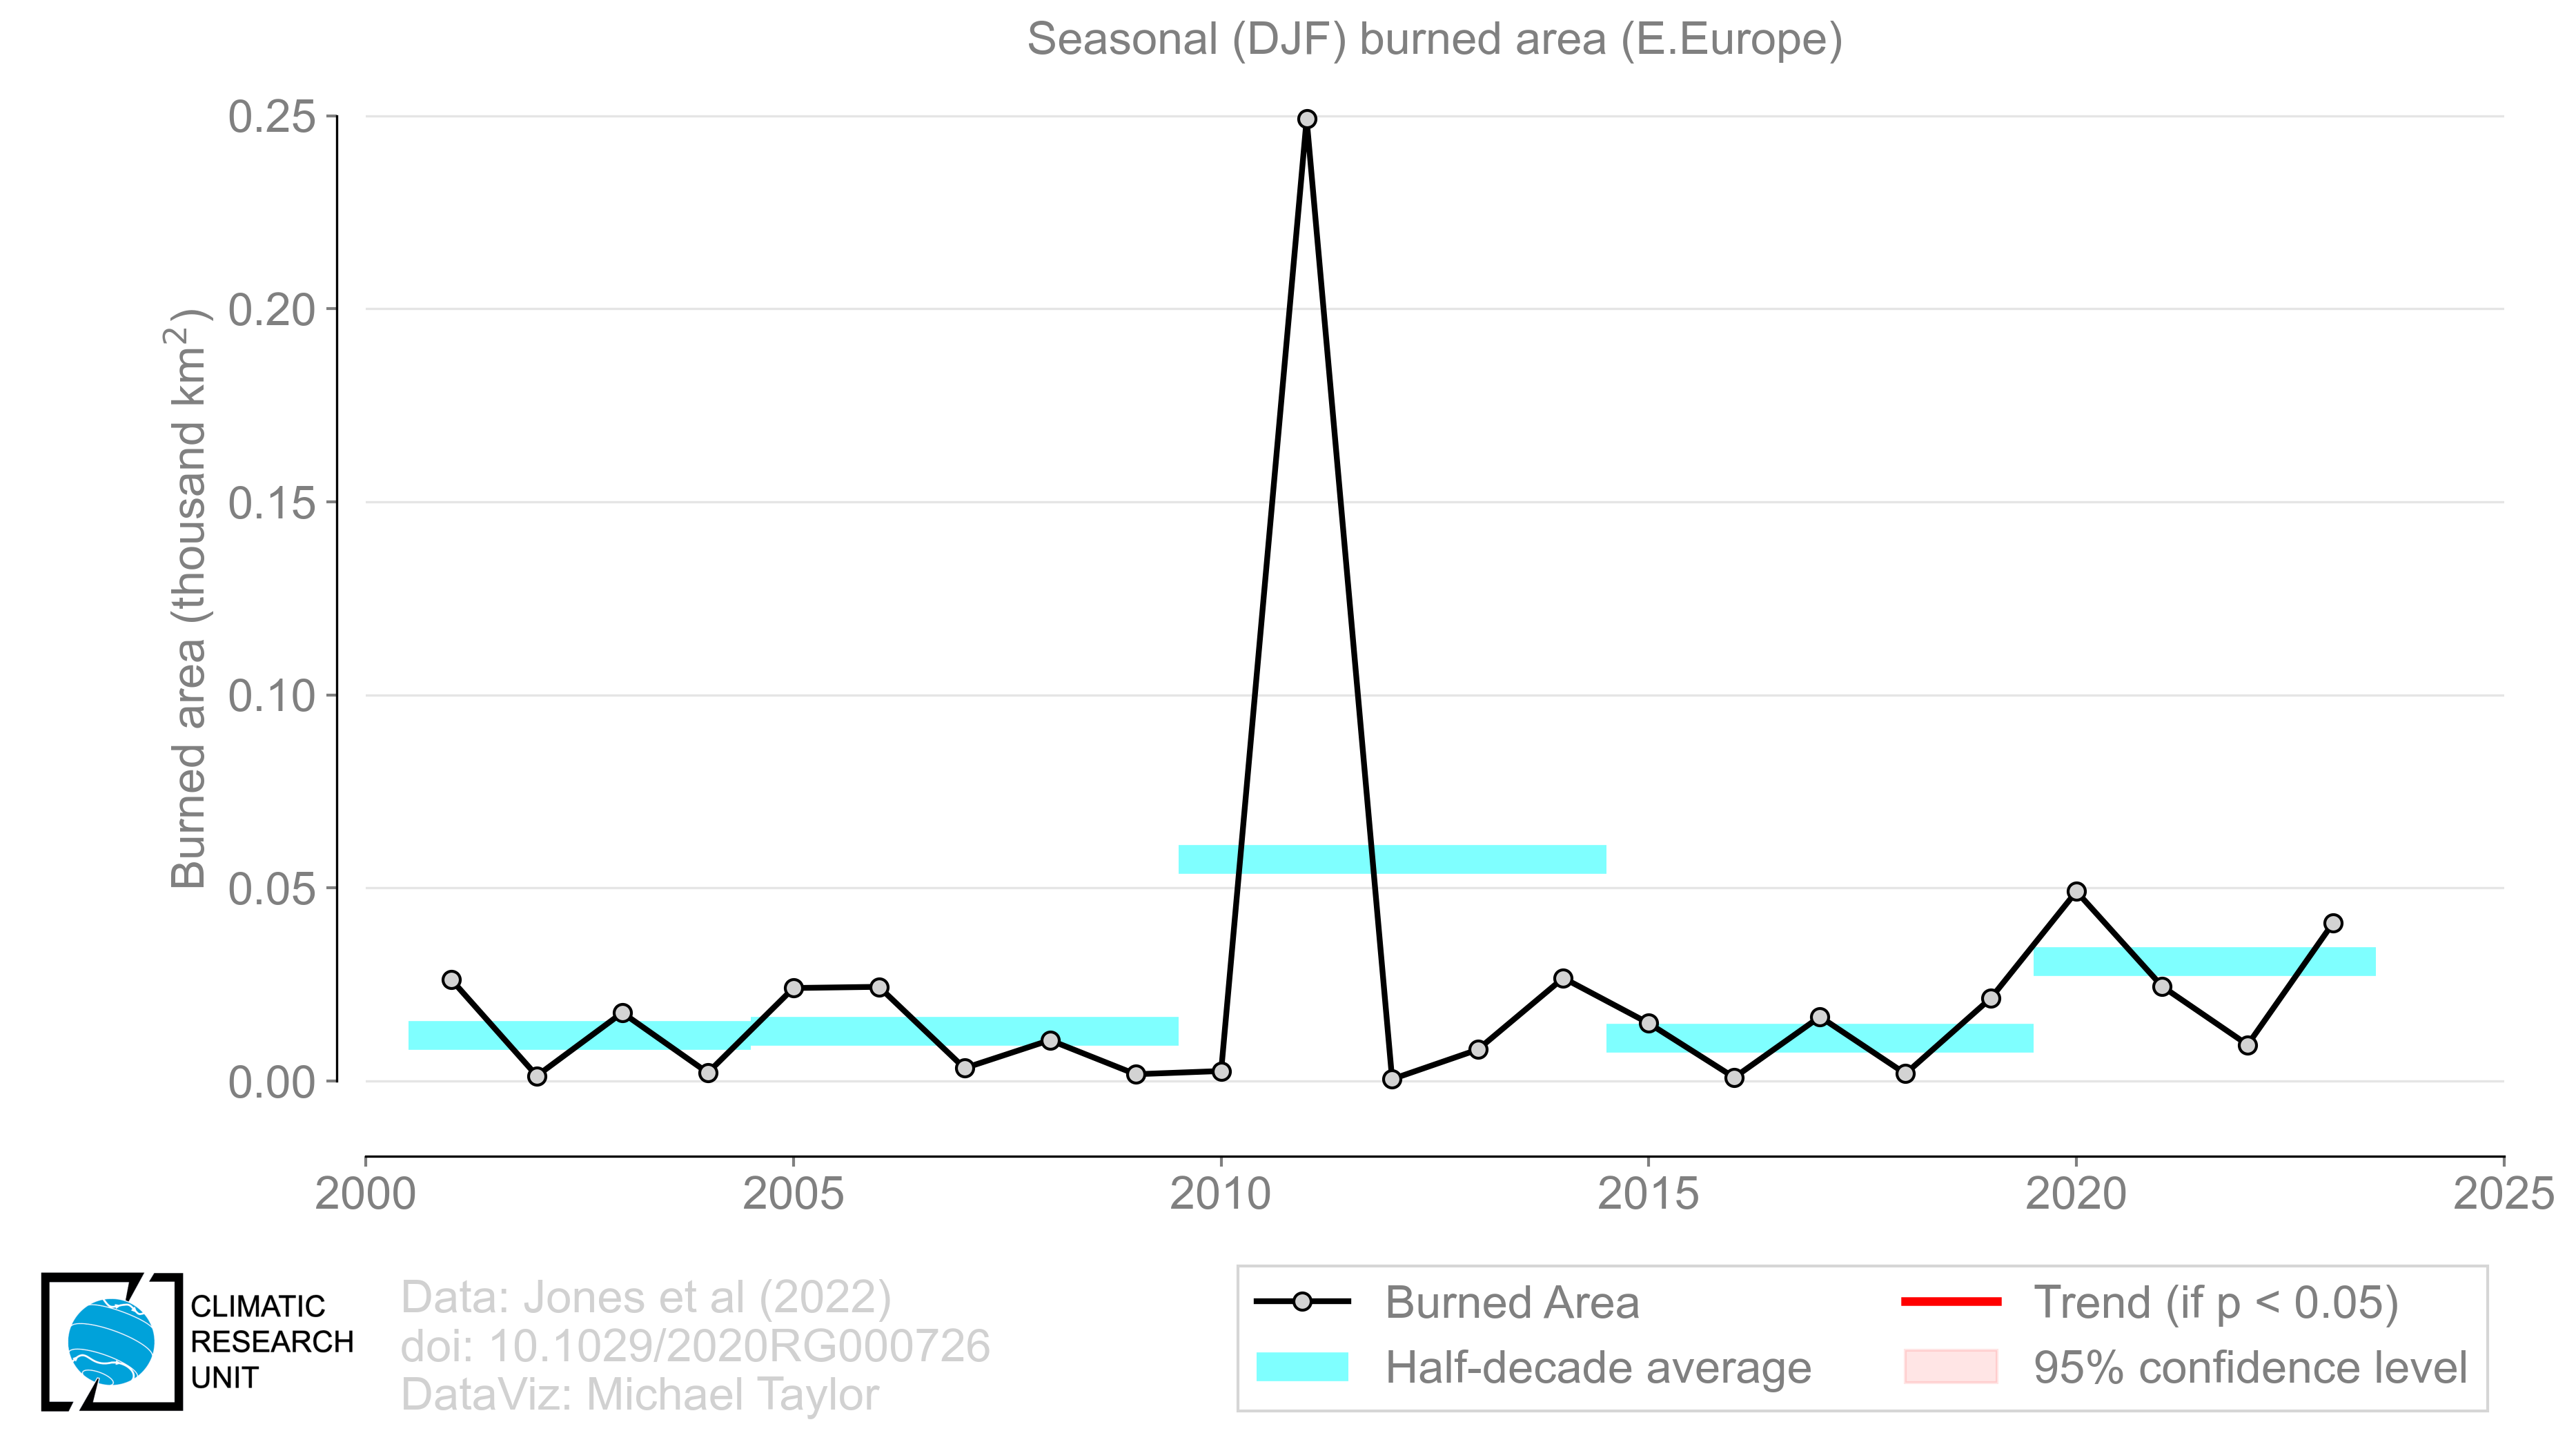 Seasonal (DJF) burned area (E.Europe)
Burned area (thousand km²)
0.25
0.20
0.15
0.10
0.05
0.00
2000 2005 2010 2015 2020 2025
CLIMATIC
RESEARCH
UNIT
Data: Jones et al (2022)
doi: 10.1029/2020RG000726
DataViz: Michael Taylor
Burned Area
Half-decade average
Trend (if p < 0.05)
95% confidence level